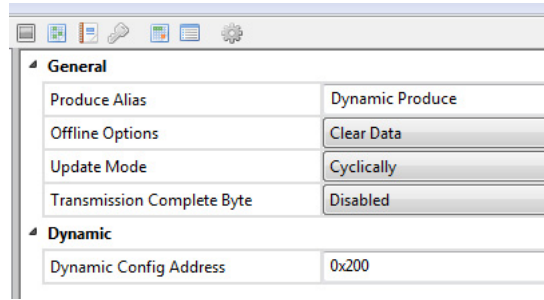 General
Produce Alias Dynamic Produce
Offline Options Clear Data
Update Mode Cyclically
Transmission Complete Byte Disabled
Dynamic
Dynamic Config Address 0x200